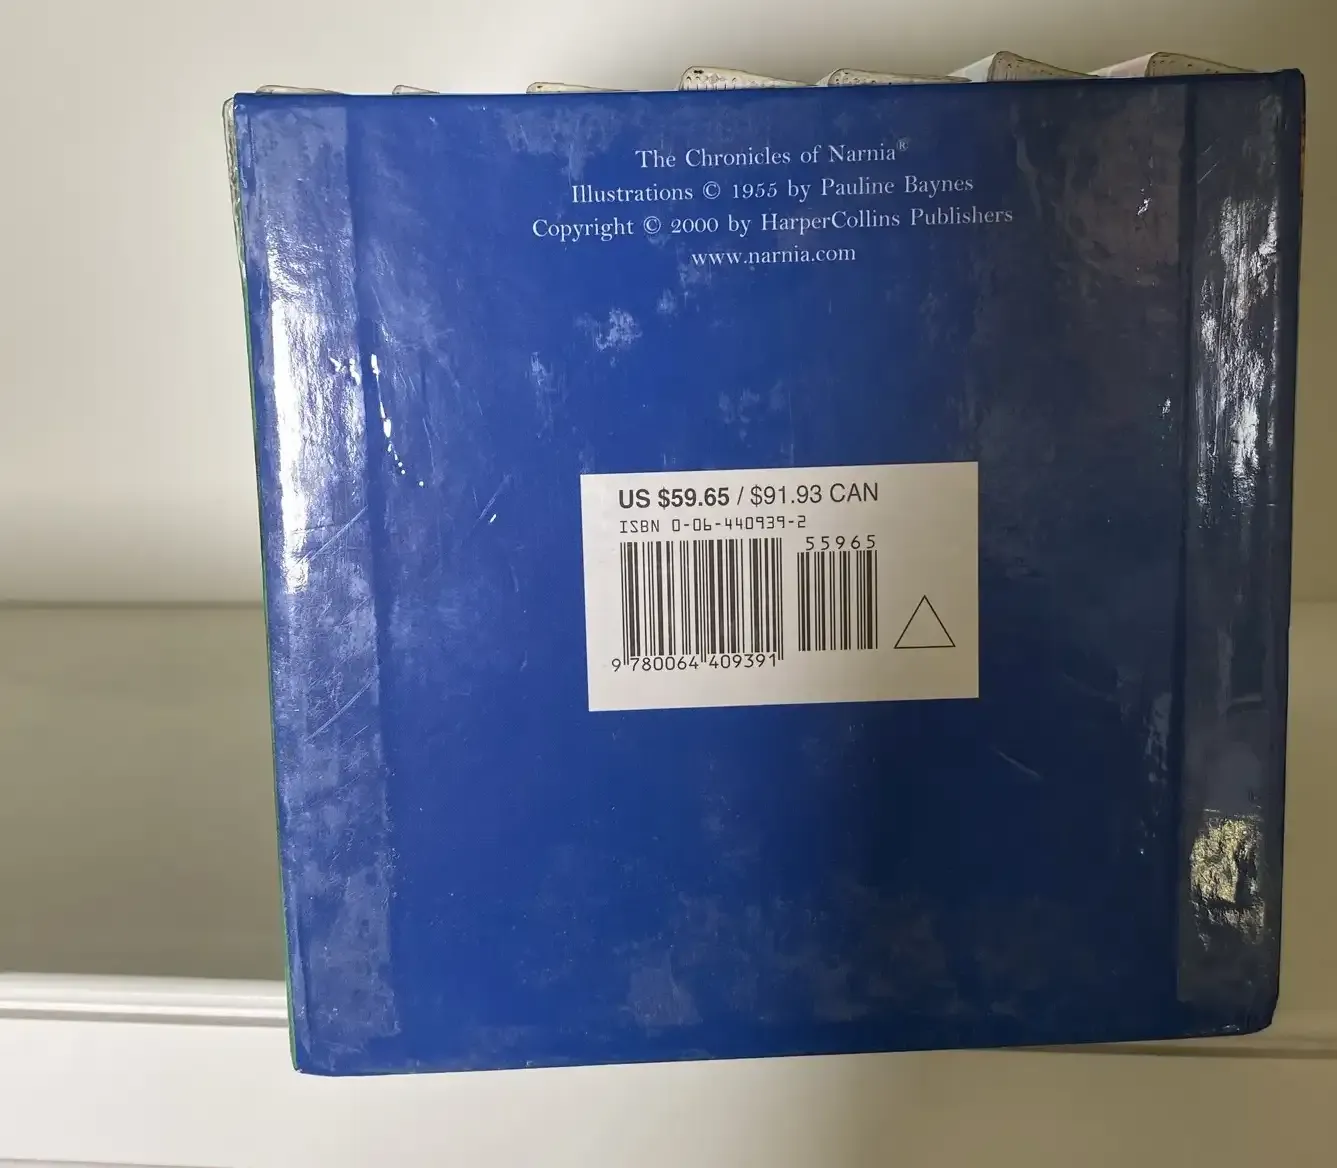 The Chronicles of Narnia®
Illustrations © 1955 by Pauline Baynes
Copyright © 2000 by HarperCollins Publishers
www.narnia.com
US $59.65 / $91.93 CAN
ISBN 0-06-440939-2
55965
9 780064 409391